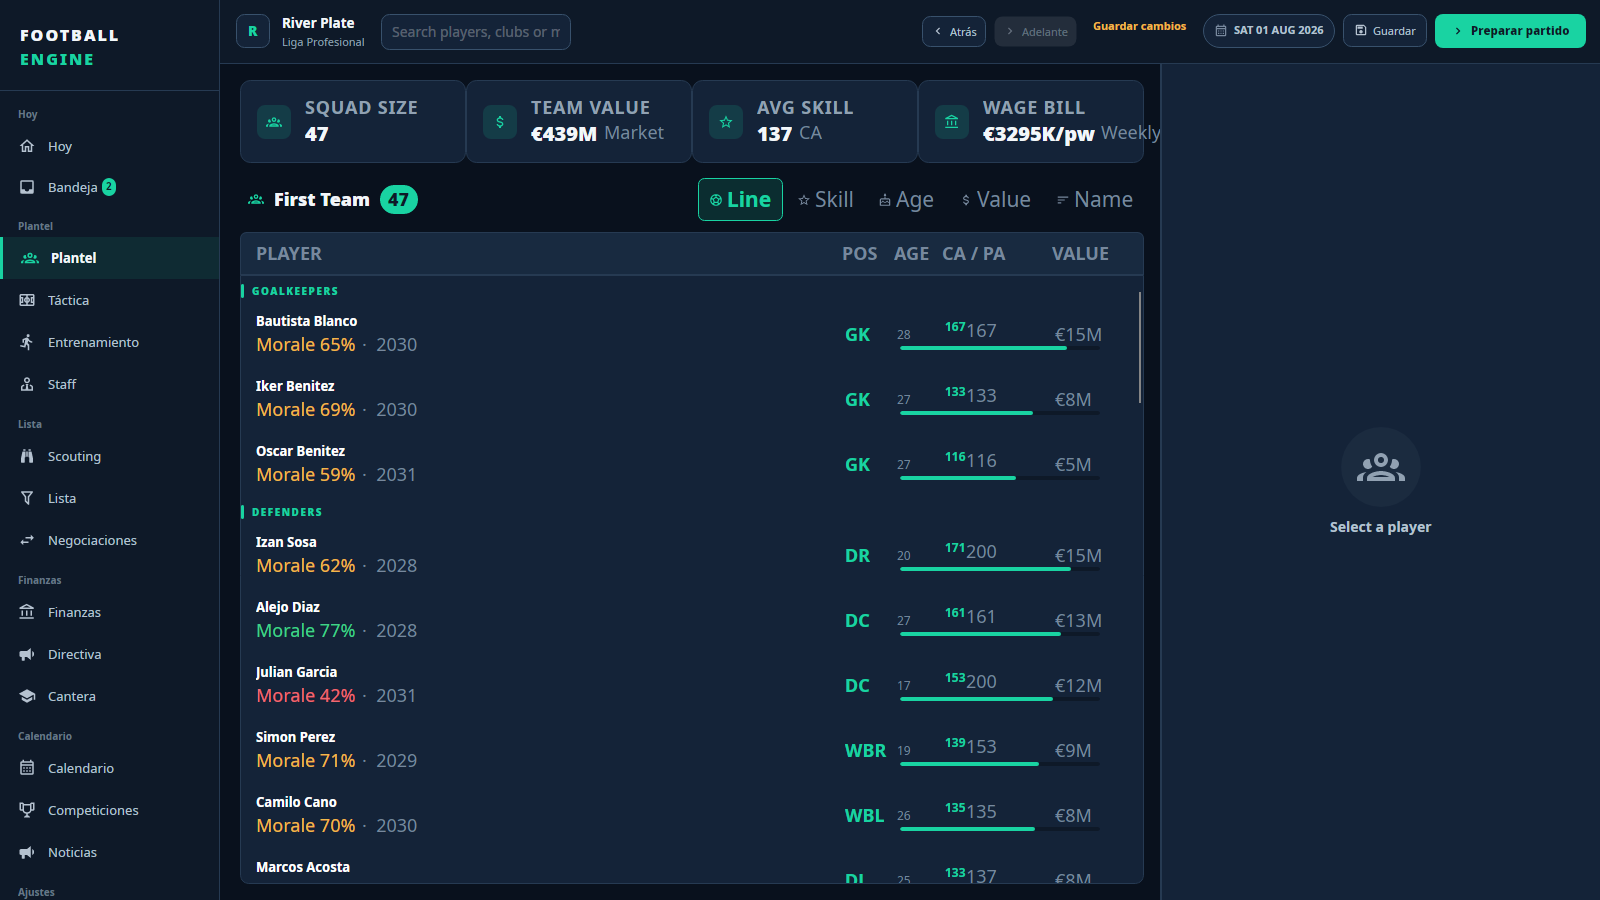 FOOTBALL
ENGINE
Hoy
Hoy
Bandeja 2
Plantel
Plantel
Táctica
Entrenamiento
Staff
Lista
Scouting
Lista
Negociaciones
Finanzas
Finanzas
Directiva
Cantera
Calendario
Calendario
Competiciones
Noticias
Ajustes
R
River Plate
Liga Profesional
Search players, clubs or m
Atrás
Adelante
Guardar cambios
SAT 01 AUG 2026
Guardar
Preparar partido
SQUAD SIZE
47
TEAM VALUE
€439M Market
AVG SKILL
137 CA
WAGE BILL
€3295K/pw Weekly
First Team 47
Line
Skill
Age
Value
Name
PLAYER POS AGE CA / PA VALUE
GOALKEEPERS
Bautista Blanco
Morale 65% · 2030
GK 28 167 167 €15M
Iker Benitez
Morale 69% · 2030
GK 27 133 133 €8M
Oscar Benitez
Morale 59% · 2031
GK 27 116 116 €5M
DEFENDERS
Izan Sosa
Morale 62% · 2028
DR 20 171 200 €15M
Alejo Diaz
Morale 77% · 2028
DC 27 161 161 €13M
Julian Garcia
Morale 42% · 2031
DC 17 153 200 €12M
Simon Perez
Morale 71% · 2029
WBR 19 139 153 €9M
Camilo Cano
Morale 70% · 2030
WBL 26 135 135 €8M
Marcos Acosta
DL 25 133 137 €8M
Select a player